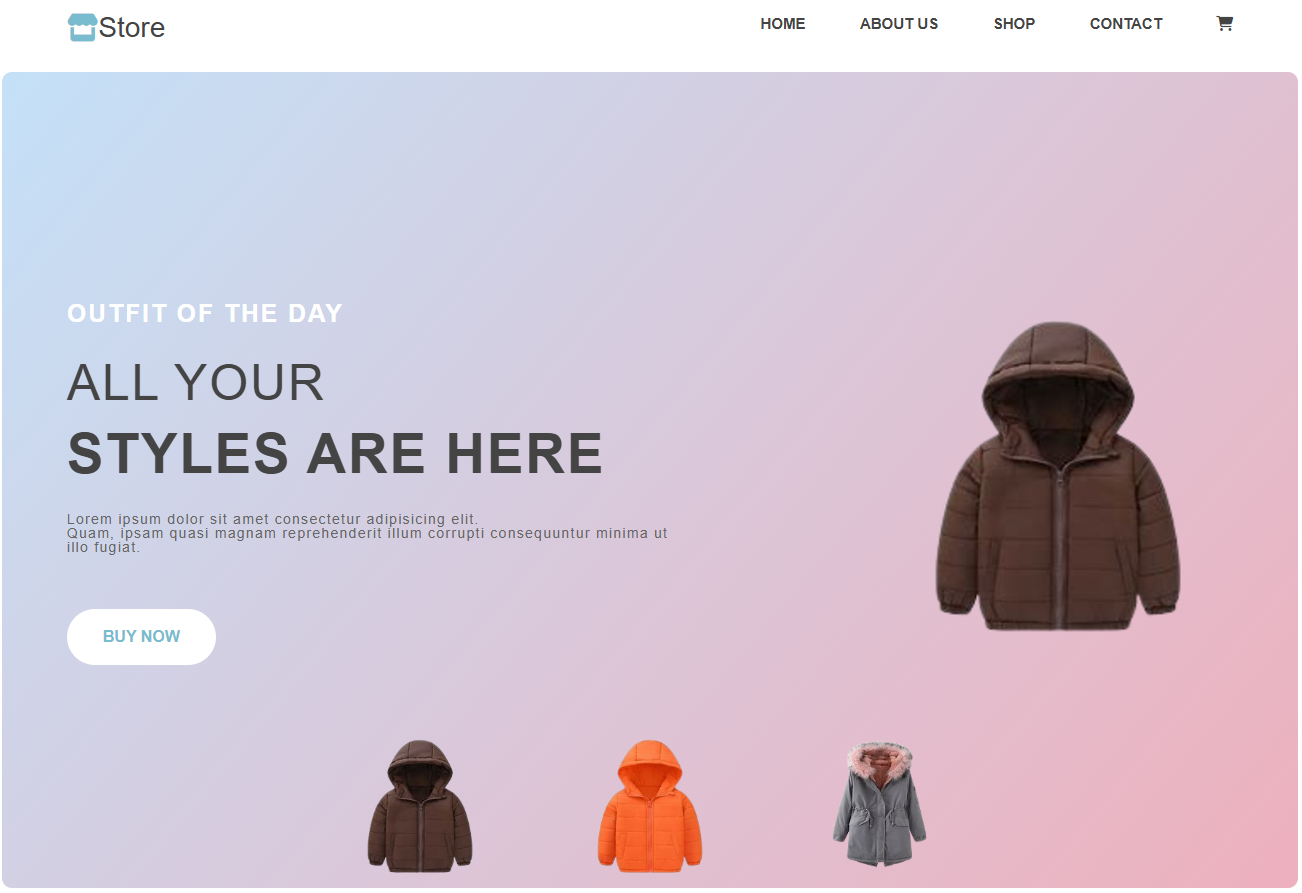 Store
HOME ABOUT US SHOP CONTACT
OUTFIT OF THE DAY
ALL YOUR
STYLES ARE HERE
Lorem ipsum dolor sit amet consectetur adipisicing elit.
Quam, ipsam quasi magnam reprehenderit illum corrupti consequuntur minima ut
illo fugiat.
BUY NOW